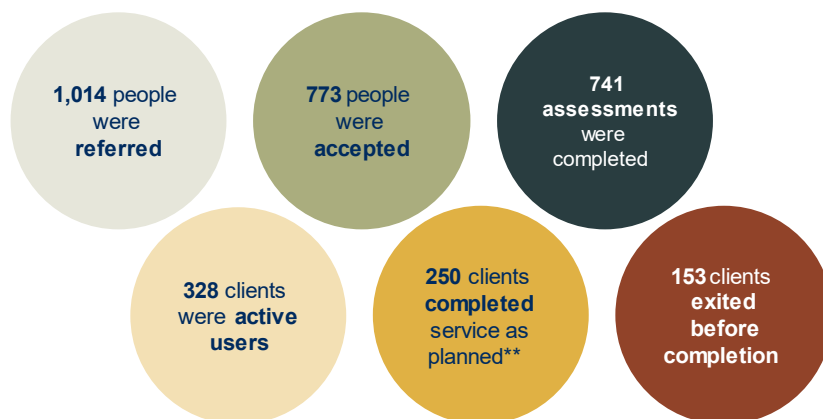 1,014 people
were
referred
773 people
were
accepted
741
assessments
were
completed
328 clients
were active
users
250 clients
completed
service as
planned**
153 clients
exited
before
completion